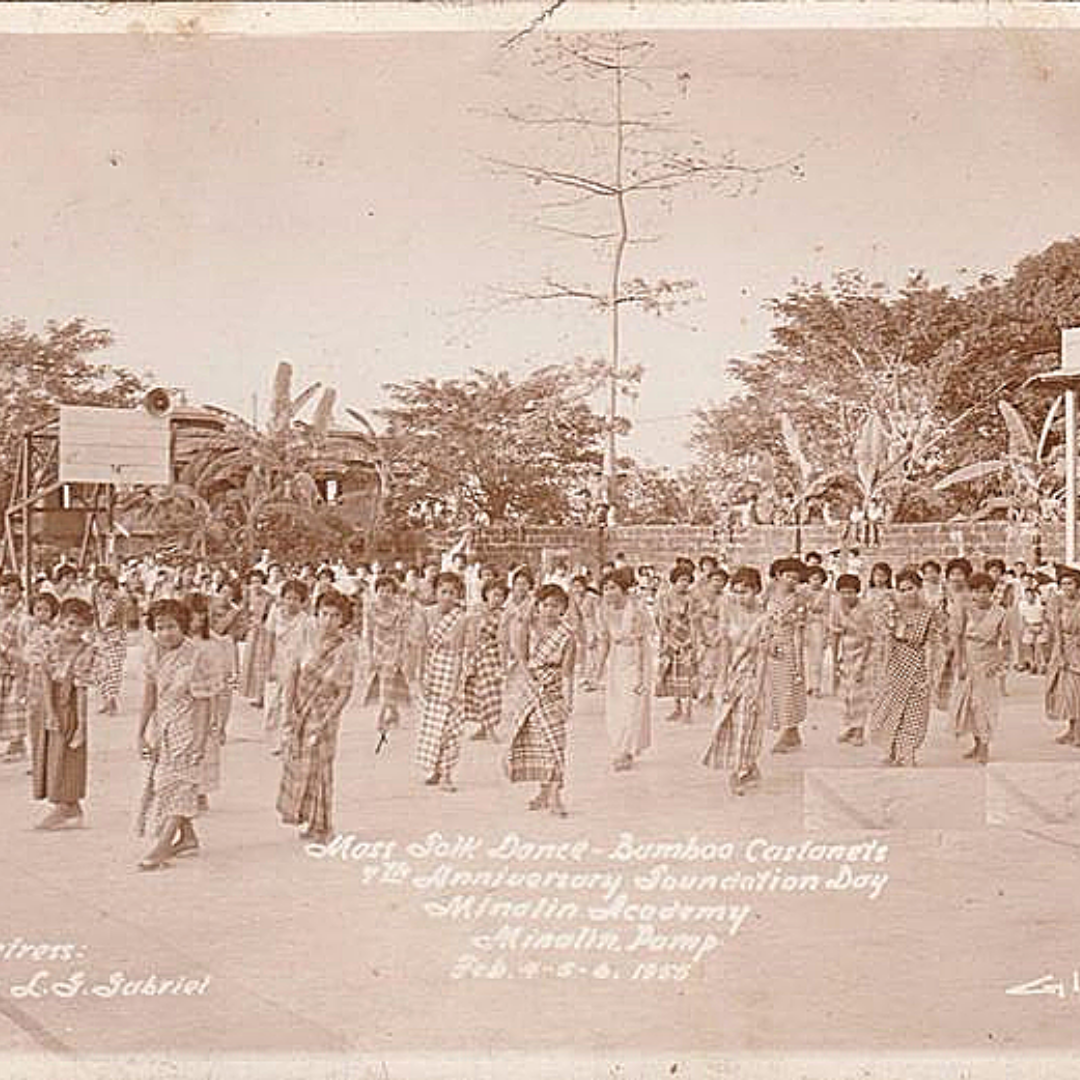 Mass Folk Dance - Bamboo Castanets
7th Anniversary Foundation Day
Minalin Academy
Minalin, Pamp
Feb. 4-5-6. 1955
L.G. Gabriel